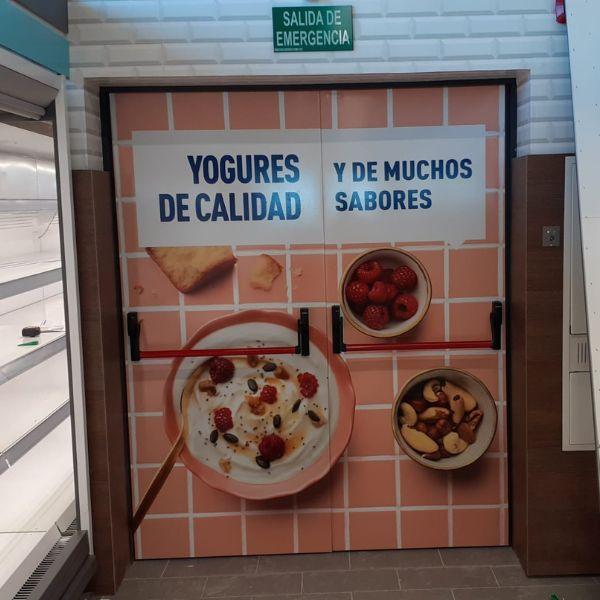 SALIDA DE
EMERGENCIA
YOGURES
DE CALIDAD
Y DE MUCHOS
SABORES